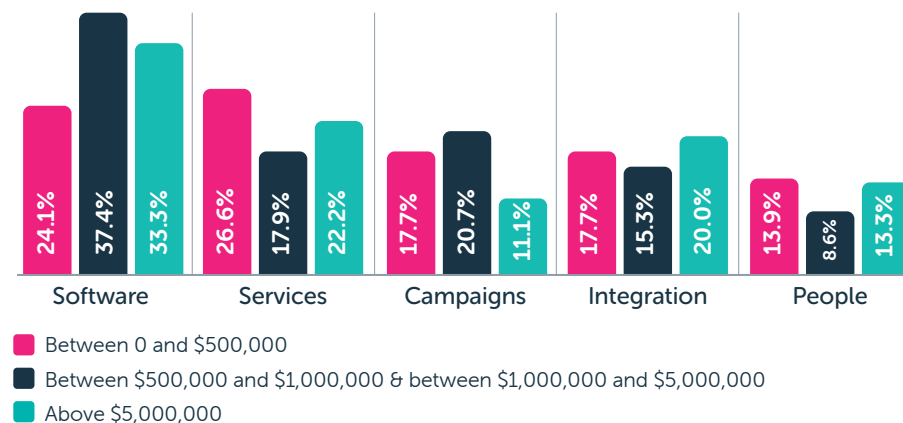 24.1%
37.4%
33.3%
26.6%
17.9%
22.2%
17.7%
20.7%
11.1%
17.7%
15.3%
20.0%
13.9%
8.6%
13.3%
Software
Services
Campaigns
Integration
People
Between 0 and $500,000
Between $500,000 and $1,000,000 & between $1,000,000 and $5,000,000
Above $5,000,000